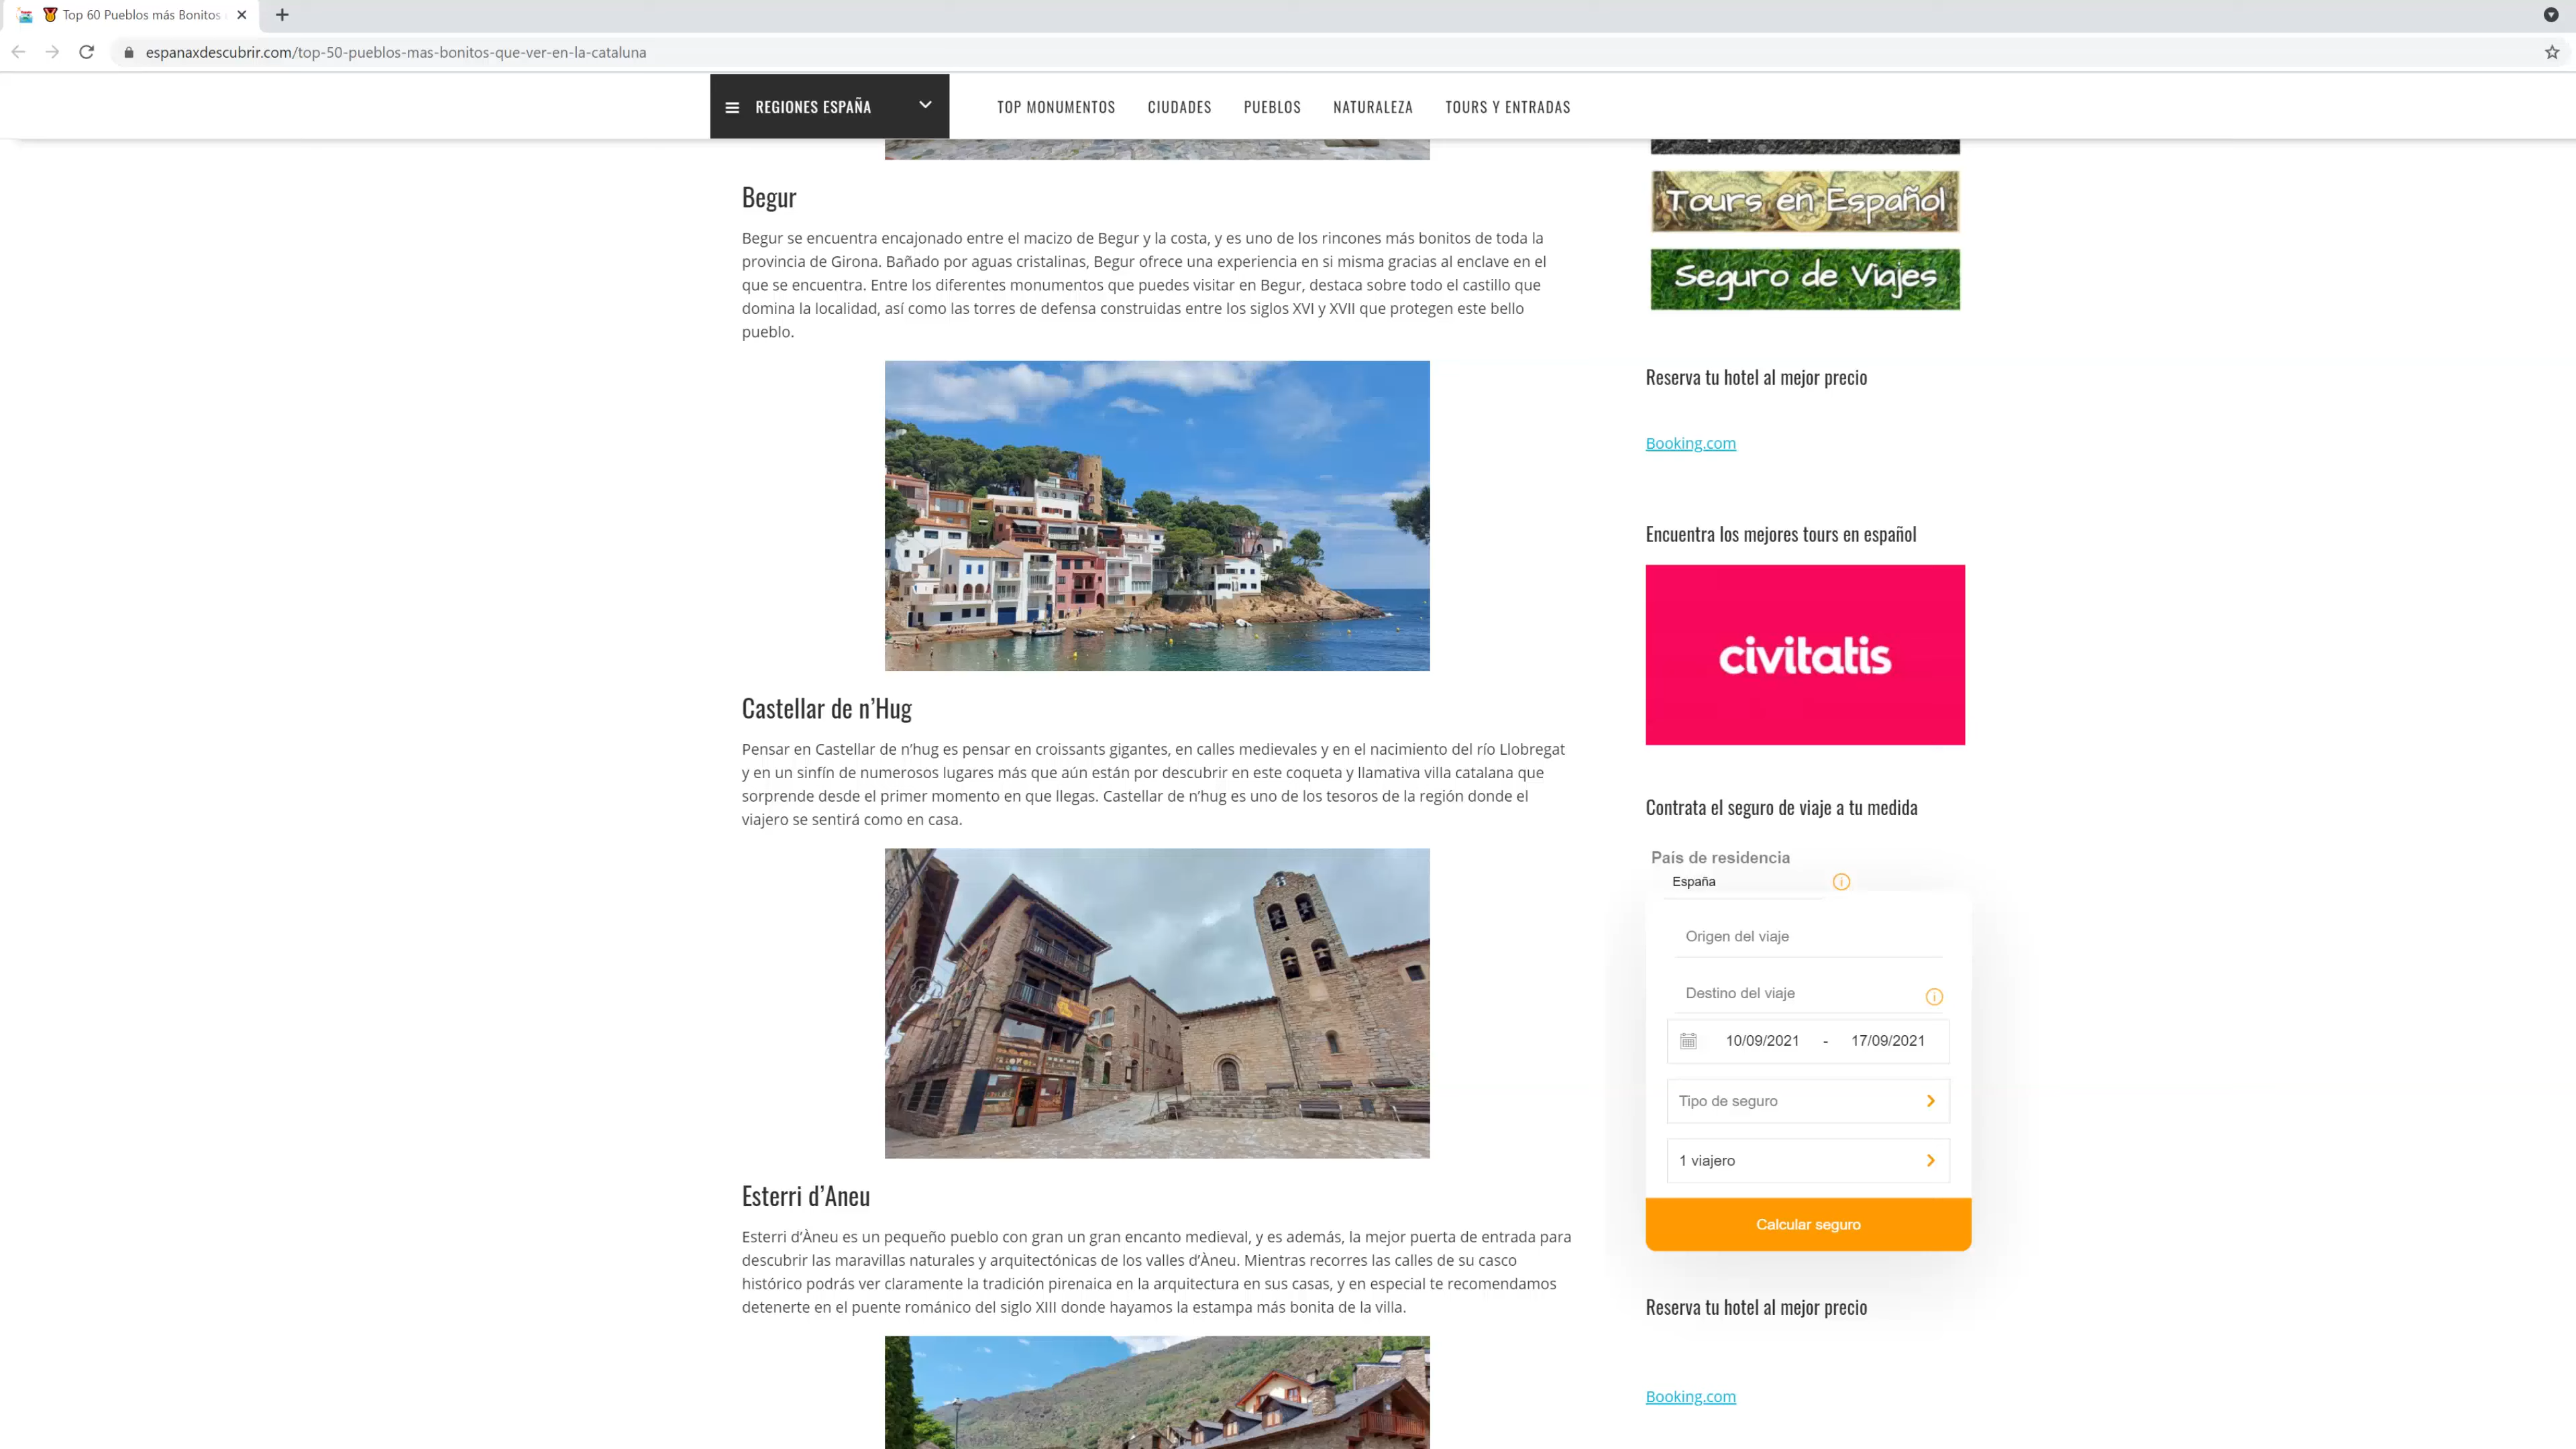 Top 60 Pueblos más Bonitos
espanaxdescubrir.com/top-50-pueblos-mas-bonitos-que-ver-en-la-cataluna
REGIONES ESPAÑA
TOP MONUMENTOS
CIUDADES
PUEBLOS
NATURALEZA
TOURS Y ENTRADAS
Begur
Begur se encuentra encajonado entre el macizo de Begur y la costa, y es uno de los rincones más bonitos de toda la
provincia de Girona. Bañado por aguas cristalinas, Begur ofrece una experiencia en si misma gracias al enclave en el
que se encuentra. Entre los diferentes monumentos que puedes visitar en Begur, destaca sobre todo el castillo que
domina la localidad, así como las torres de defensa construidas entre los siglos XVI y XVII que protegen este bello
pueblo.
Castellar de n’Hug
Pensar en Castellar de n’hug es pensar en croissants gigantes, en calles medievales y en el nacimiento del río Llobregat
y en un sinfín de numerosos lugares más que aún están por descubrir en este coqueta y llamativa villa catalana que
sorprende desde el primer momento en que llegas. Castellar de n’hug es uno de los tesoros de la región donde el
viajero se sentirá como en casa.
Esterri d’Aneu
Esterri d’Àneu es un pequeño pueblo con gran un gran encanto medieval, y es además, la mejor puerta de entrada para
descubrir las maravillas naturales y arquitectónicas de los valles d’Àneu. Mientras recorres las calles de su casco
histórico podrás ver claramente la tradición pirenaica en la arquitectura en sus casas, y en especial te recomendamos
detenerte en el puente románico del siglo XIII donde hayamos la estampa más bonita de la villa.
Tours en Español
Seguro de Viajes
Reserva tu hotel al mejor precio
Booking.com
Encuentra los mejores tours en español
civitatis
Contrata el seguro de viaje a tu medida
País de residencia
España
Origen del viaje
Destino del viaje
10/09/2021 - 17/09/2021
Tipo de seguro
1 viajero
Calcular seguro
Reserva tu hotel al mejor precio
Booking.com